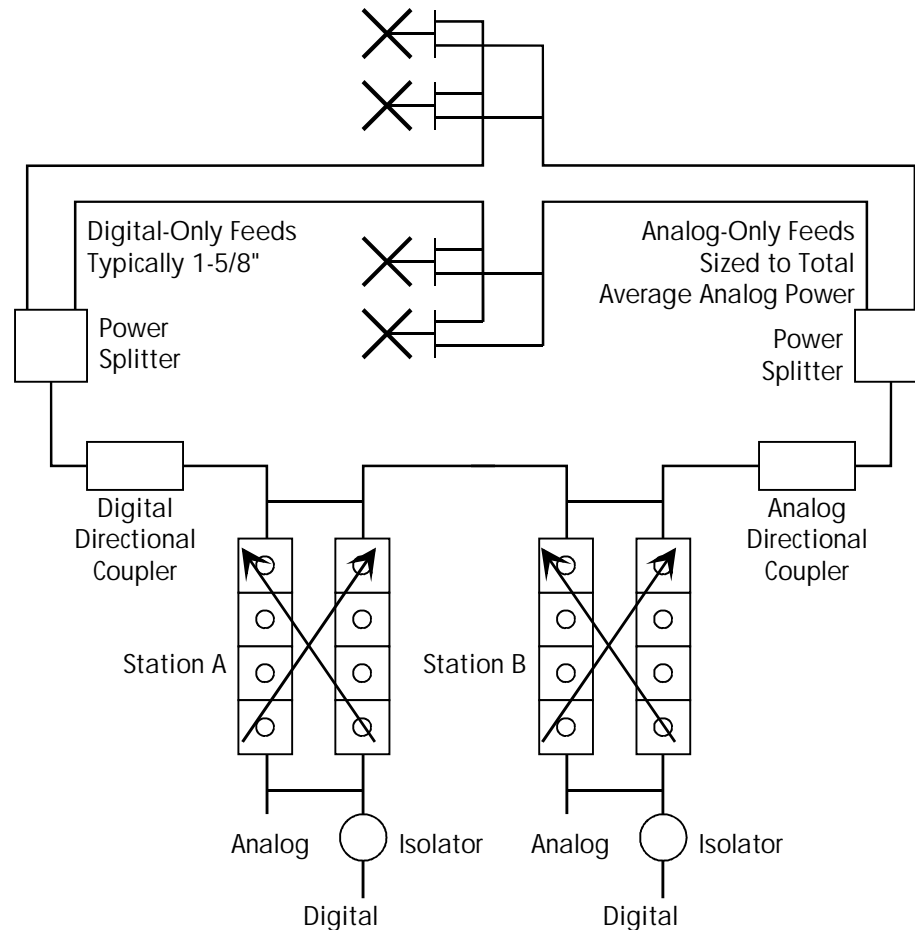 Digital-Only Feeds
Typically 1-5/8"
Analog-Only Feeds
Sized to Total
Average Analog Power
Power
Splitter
Power
Splitter
Digital
Directional
Coupler
Analog
Directional
Coupler
Station A
Station B
Analog
Isolator
Analog
Isolator
Digital
Digital